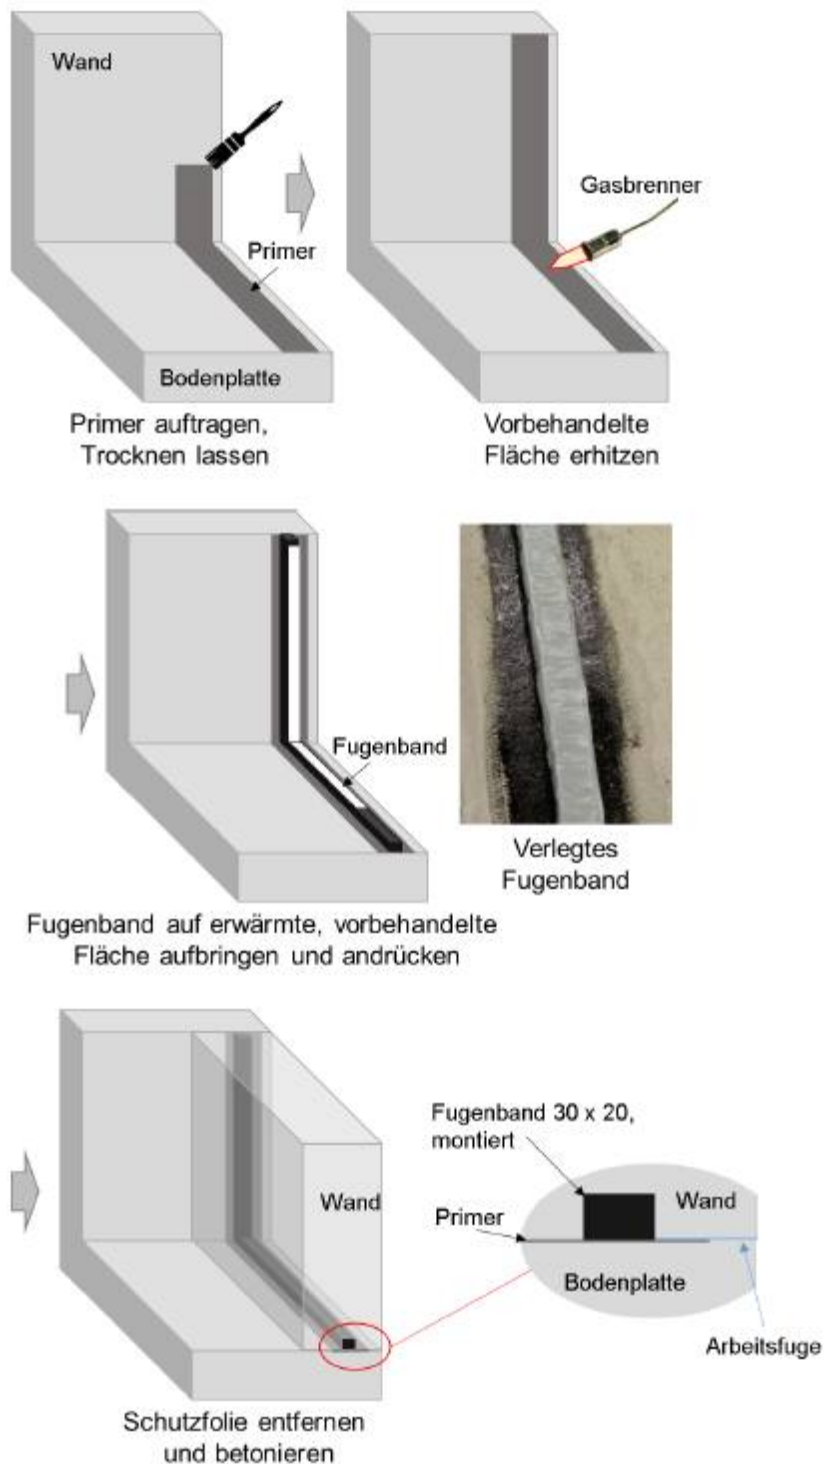 Wand
Primer
Bodenplatte
Primer auftragen,
Trocknen lassen
Gasbrenner
Vorbehandelte
Fläche erhitzen
Fugenband
Fugenband auf erwärmte, vorbehandelte
Fläche aufbringen und andrücken
Verlegtes
Fugenband
Wand
Schutzfolie entfernen
und betonieren
Fugenband 30 x 20,
montiert
Wand
Primer
Bodenplatte
Arbeitsfuge